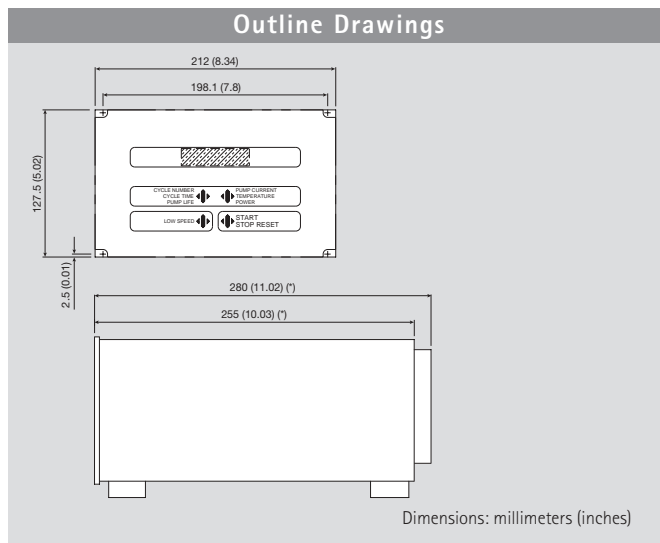 Outline Drawings
212 (8.34)
198.1 (7.8)
127.5 (5.02)
2.5 (0.01)
CYCLE NUMBER
CYCLE TIME
PUMP LIFE
PUMP CURRENT
TEMPERATURE
POWER
LOW SPEED
START
STOP RESET
280 (11.02) (*)
255 (10.03) (*)
Dimensions: millimeters (inches)